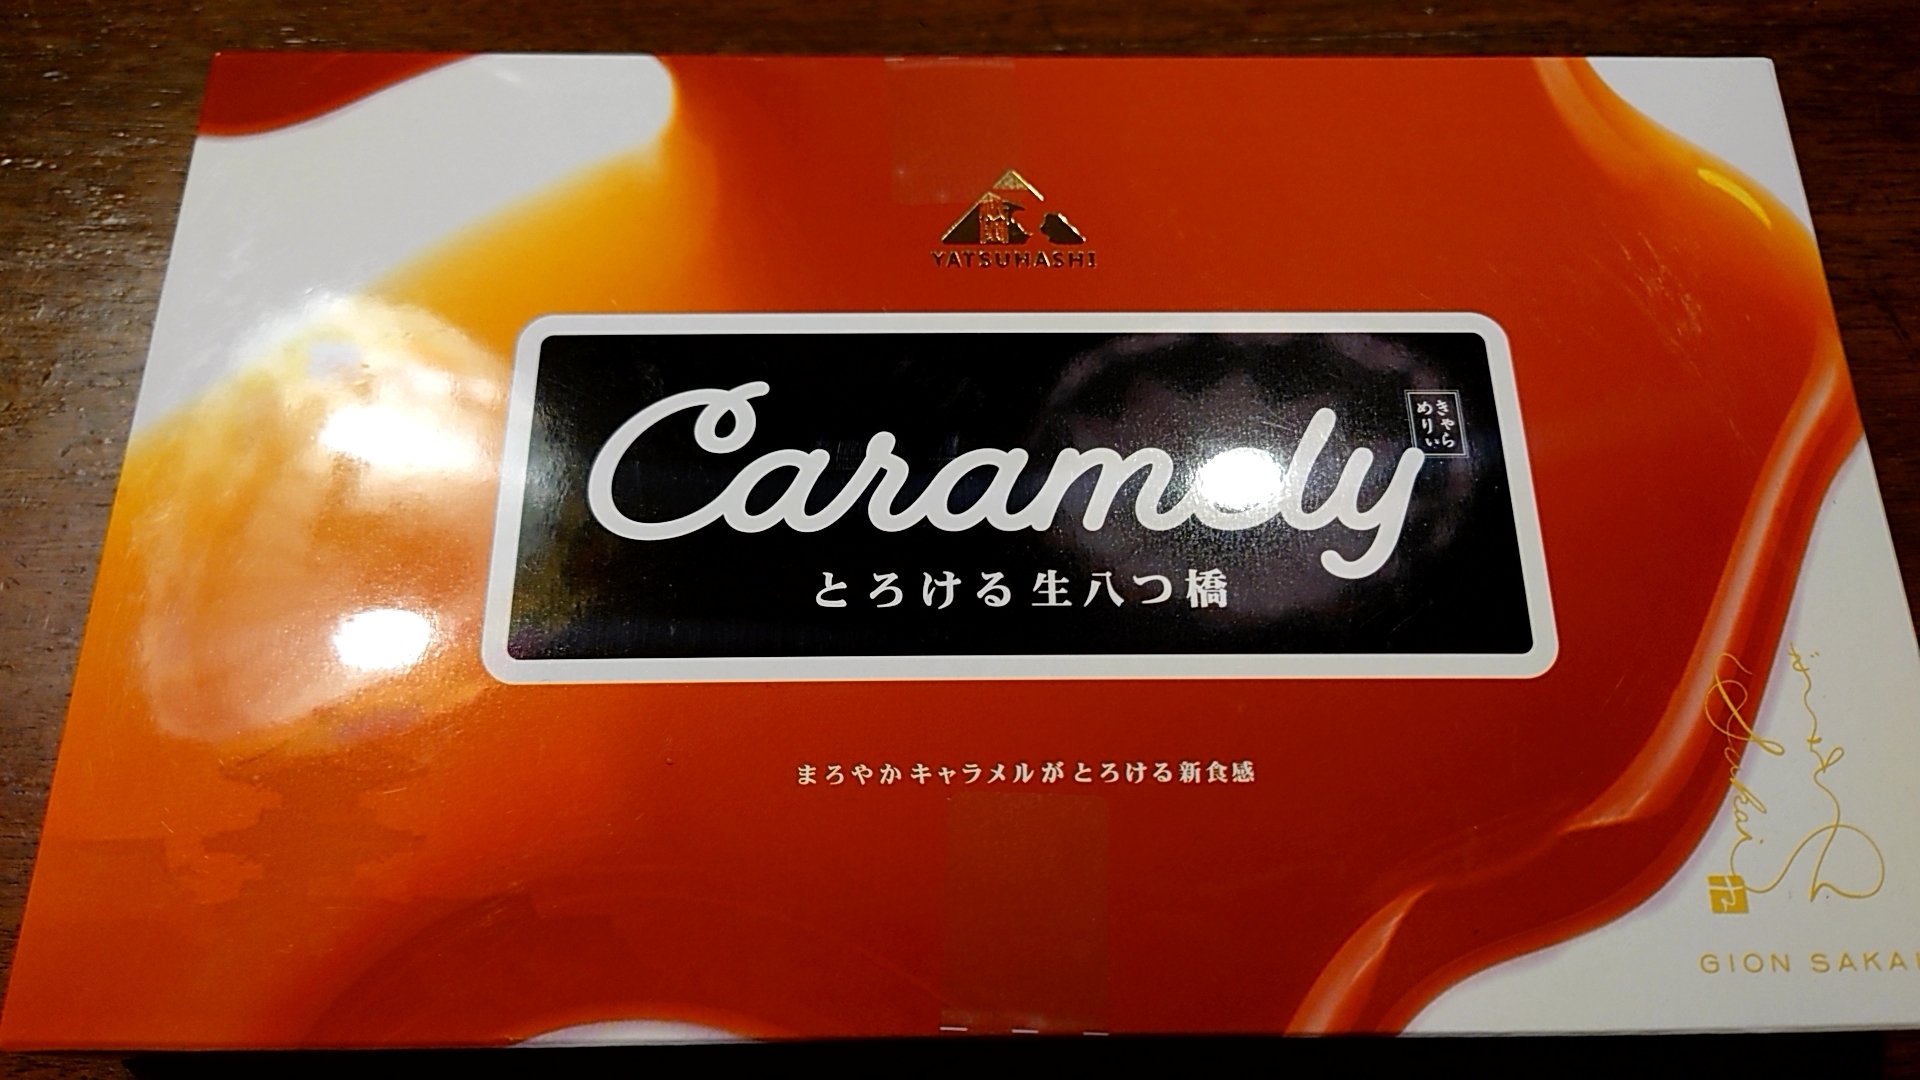 YATSUHASHI
Caramely
きゃら
めりぃ
とろける生八つ橋
まろやかキャラメルがとろける新食感
Sakai
GION SAKAI